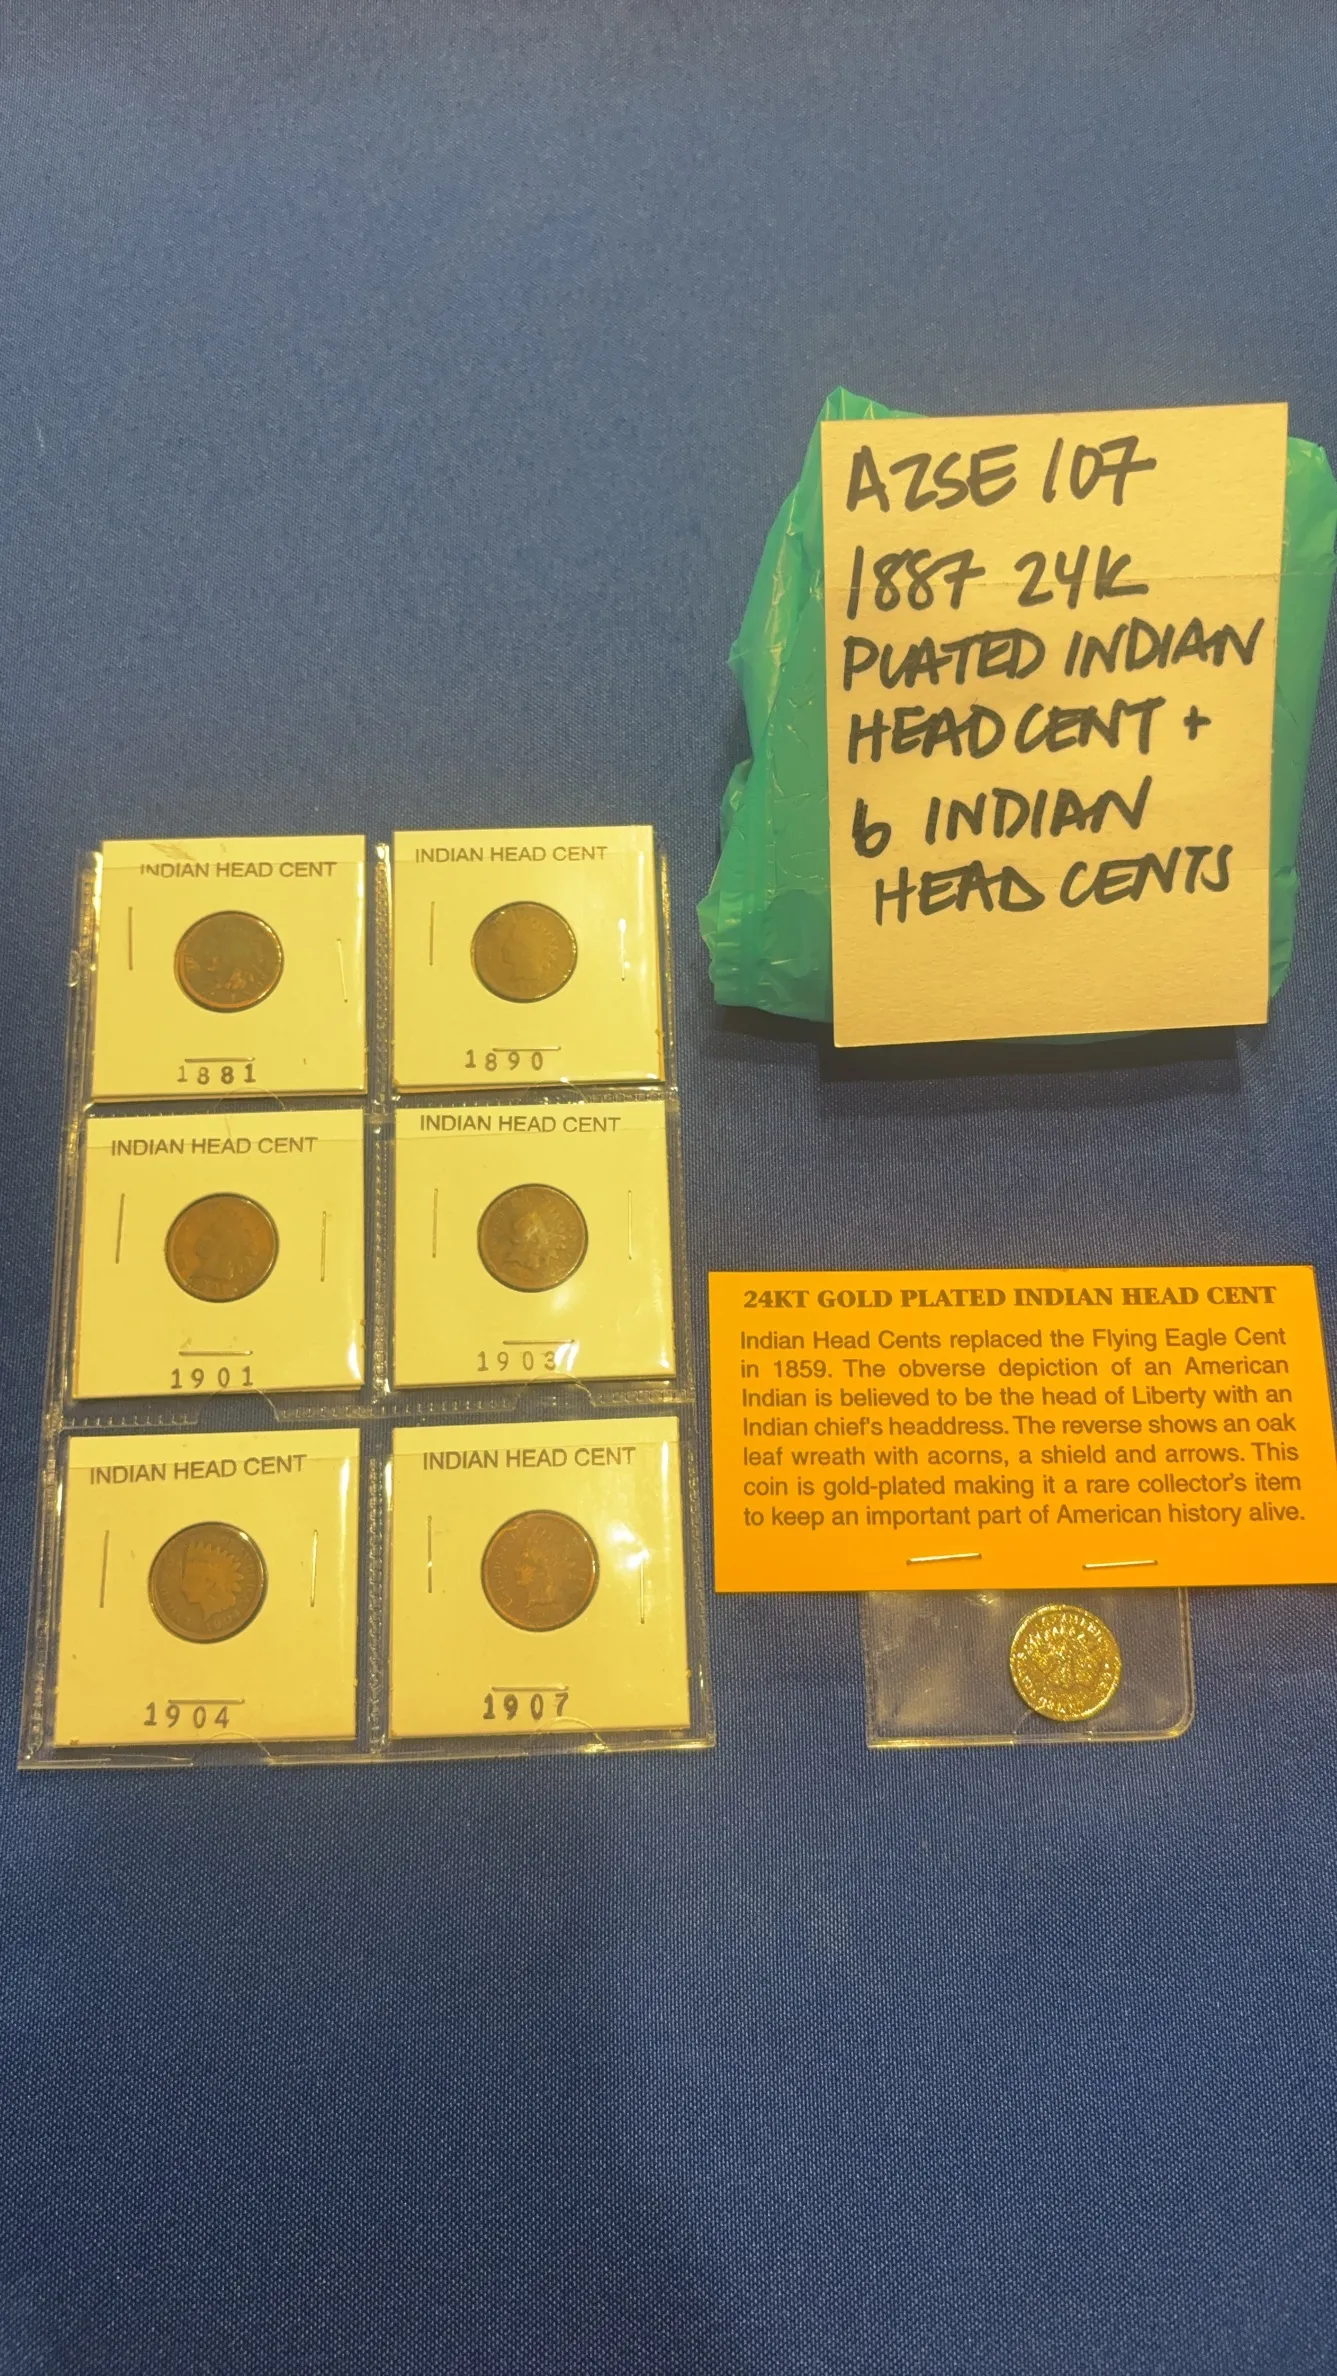 AZSE 107
1887 24K
PLATED INDIAN
HEAD CENT +
6 INDIAN
HEAD CENTS
INDIAN HEAD CENT
1881
INDIAN HEAD CENT
1890
INDIAN HEAD CENT
1901
INDIAN HEAD CENT
1903
INDIAN HEAD CENT
1904
INDIAN HEAD CENT
1907
24KT GOLD PLATED INDIAN HEAD CENT
Indian Head Cents replaced the Flying Eagle Cent
in 1859. The obverse depiction of an American
Indian is believed to be the head of Liberty with an
Indian chief's headdress. The reverse shows an oak
leaf wreath with acorns, a shield and arrows. This
coin is gold-plated making it a rare collector's item
to keep an important part of American history alive.